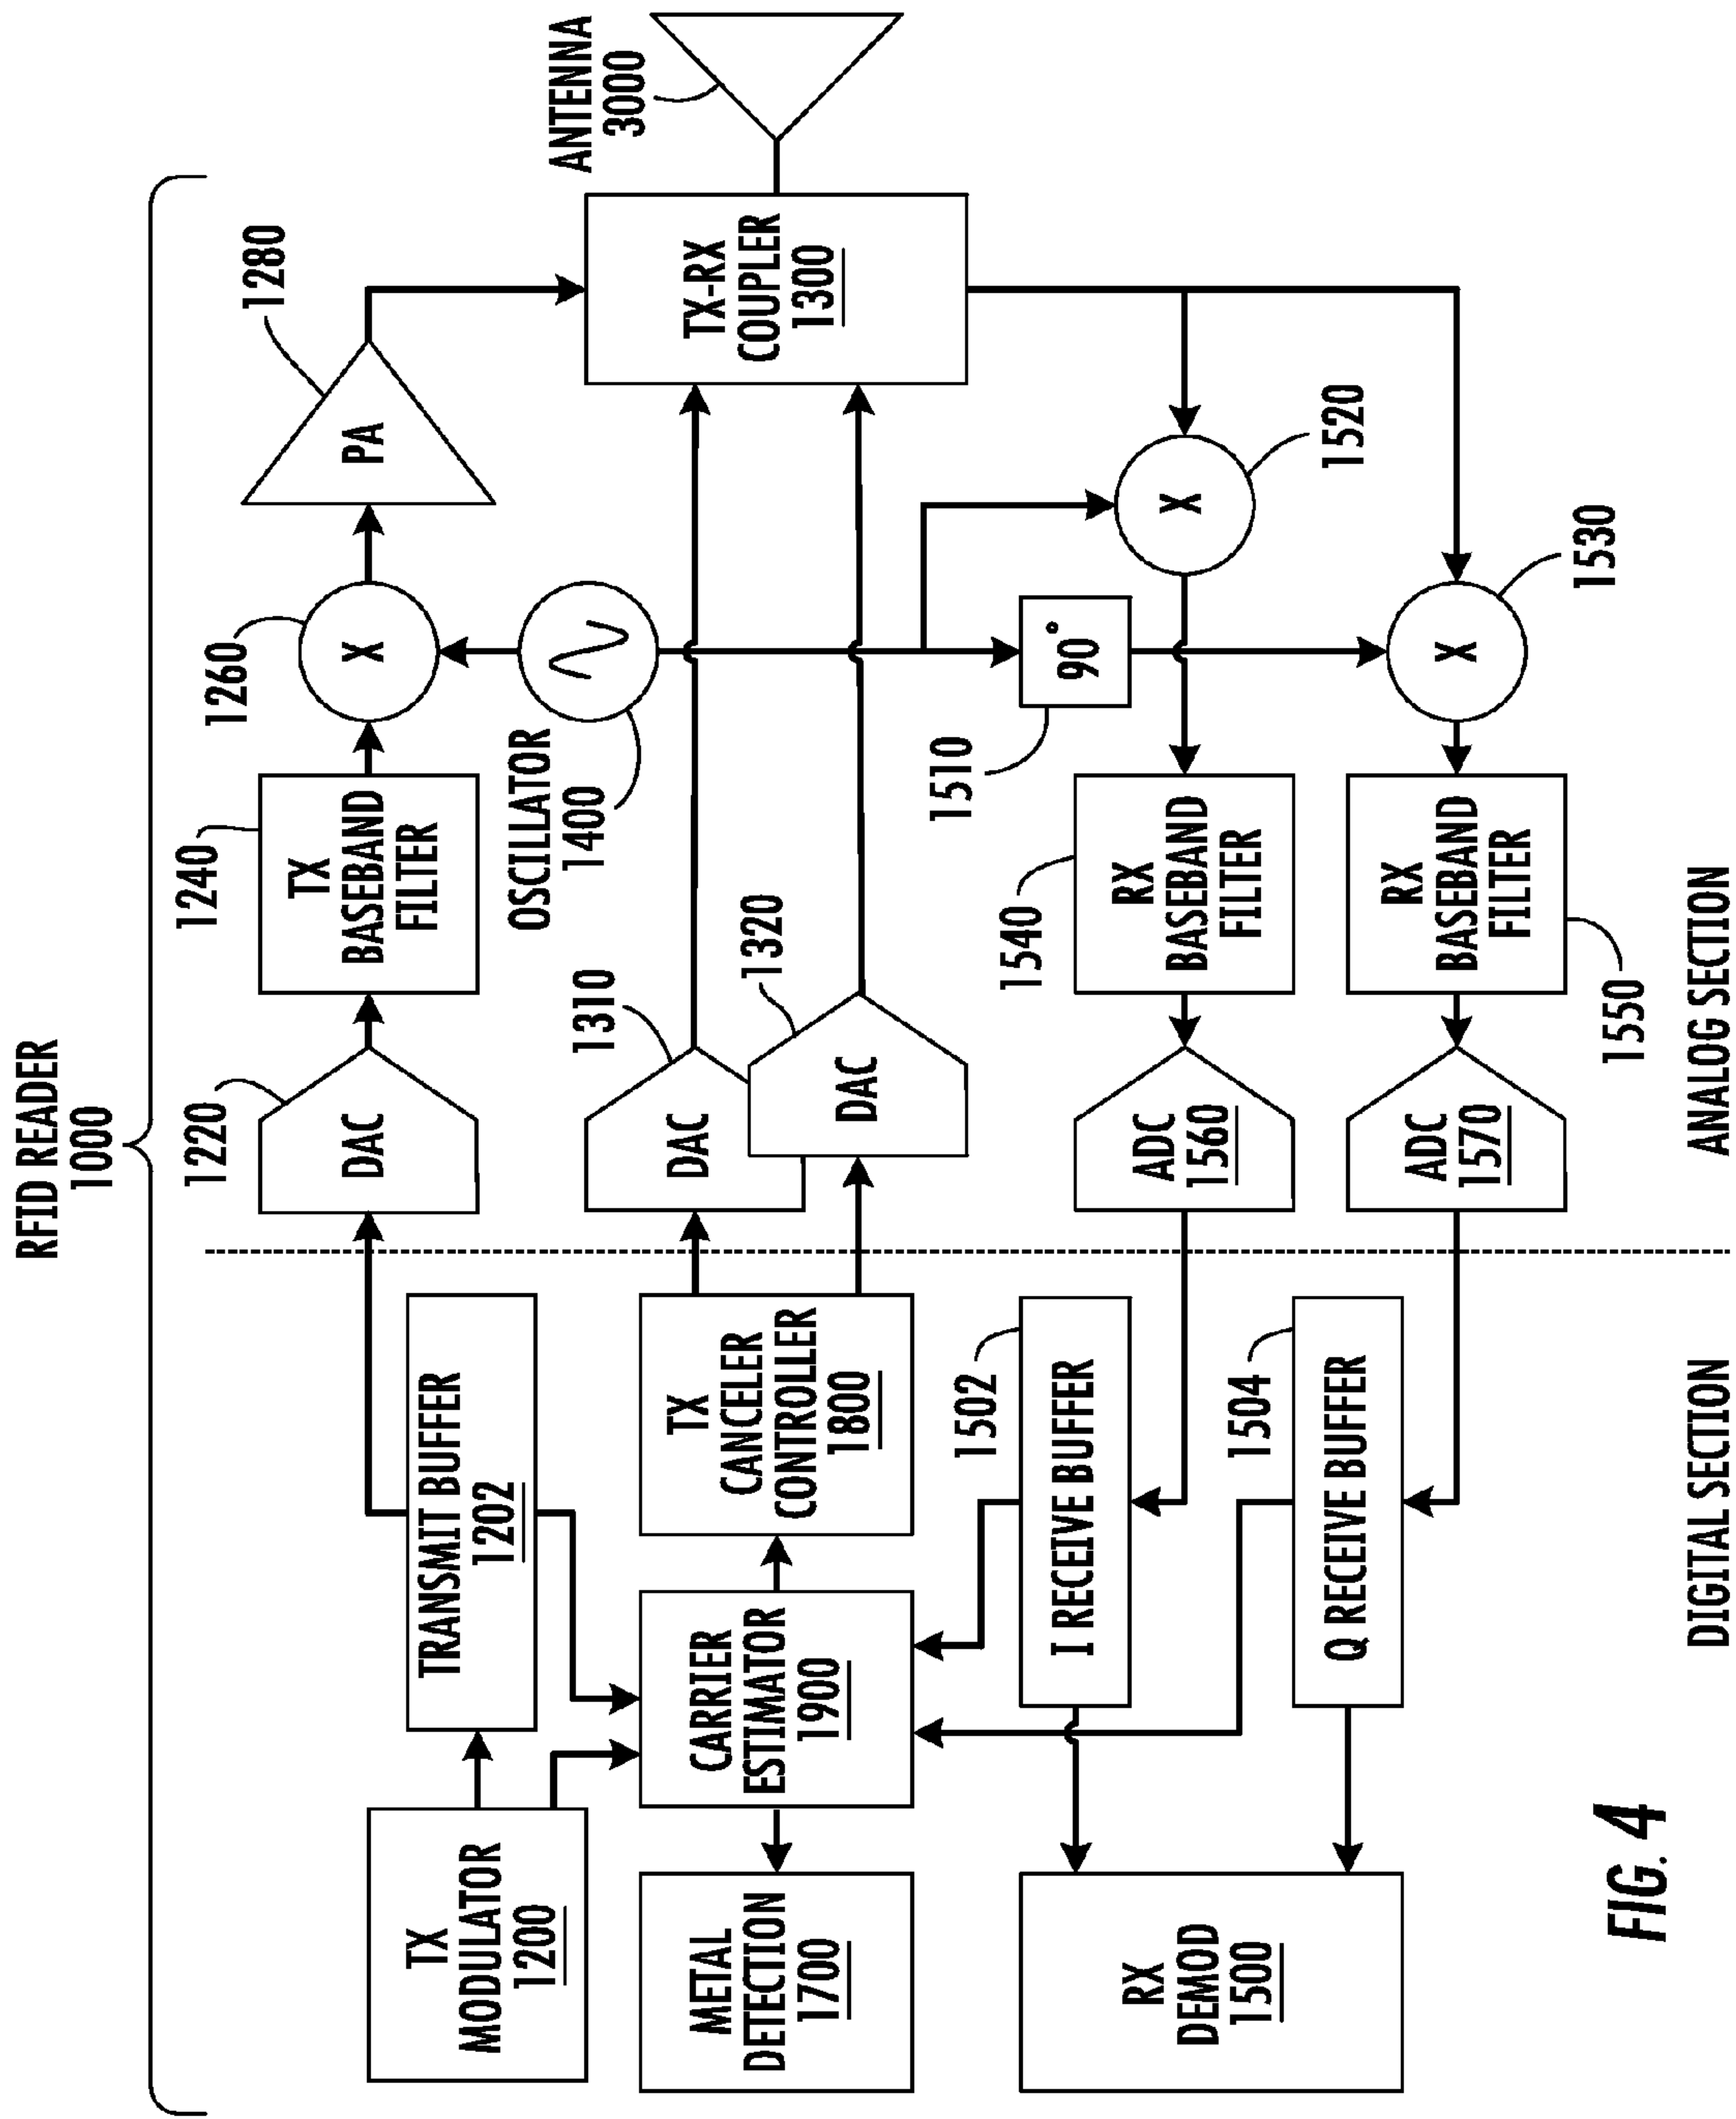 RFID READER
1000
ANTENNA
3000
1280
PA
1260
X
1240
TX
BASEBAND
FILTER
1220
DAC
TRANSMIT BUFFER
1202
TX
MODULATOR
1200
TX-RX
COUPLER
1300
OSCILLATOR
1400
1310
DAC
1320
DAC
TX
CANCELER
CONTROLLER
1800
CARRIER
ESTIMATOR
1900
METAL
DETECTION
1700
90°
1510
X
1520
1540
RX
BASEBAND
FILTER
ADC
1560
1502
I RECEIVE BUFFER
X
1530
RX
BASEBAND
FILTER
1550
ADC
1570
1504
Q RECEIVE BUFFER
RX
DEMOD
1500
DIGITAL SECTION
ANALOG SECTION
FIG. 4